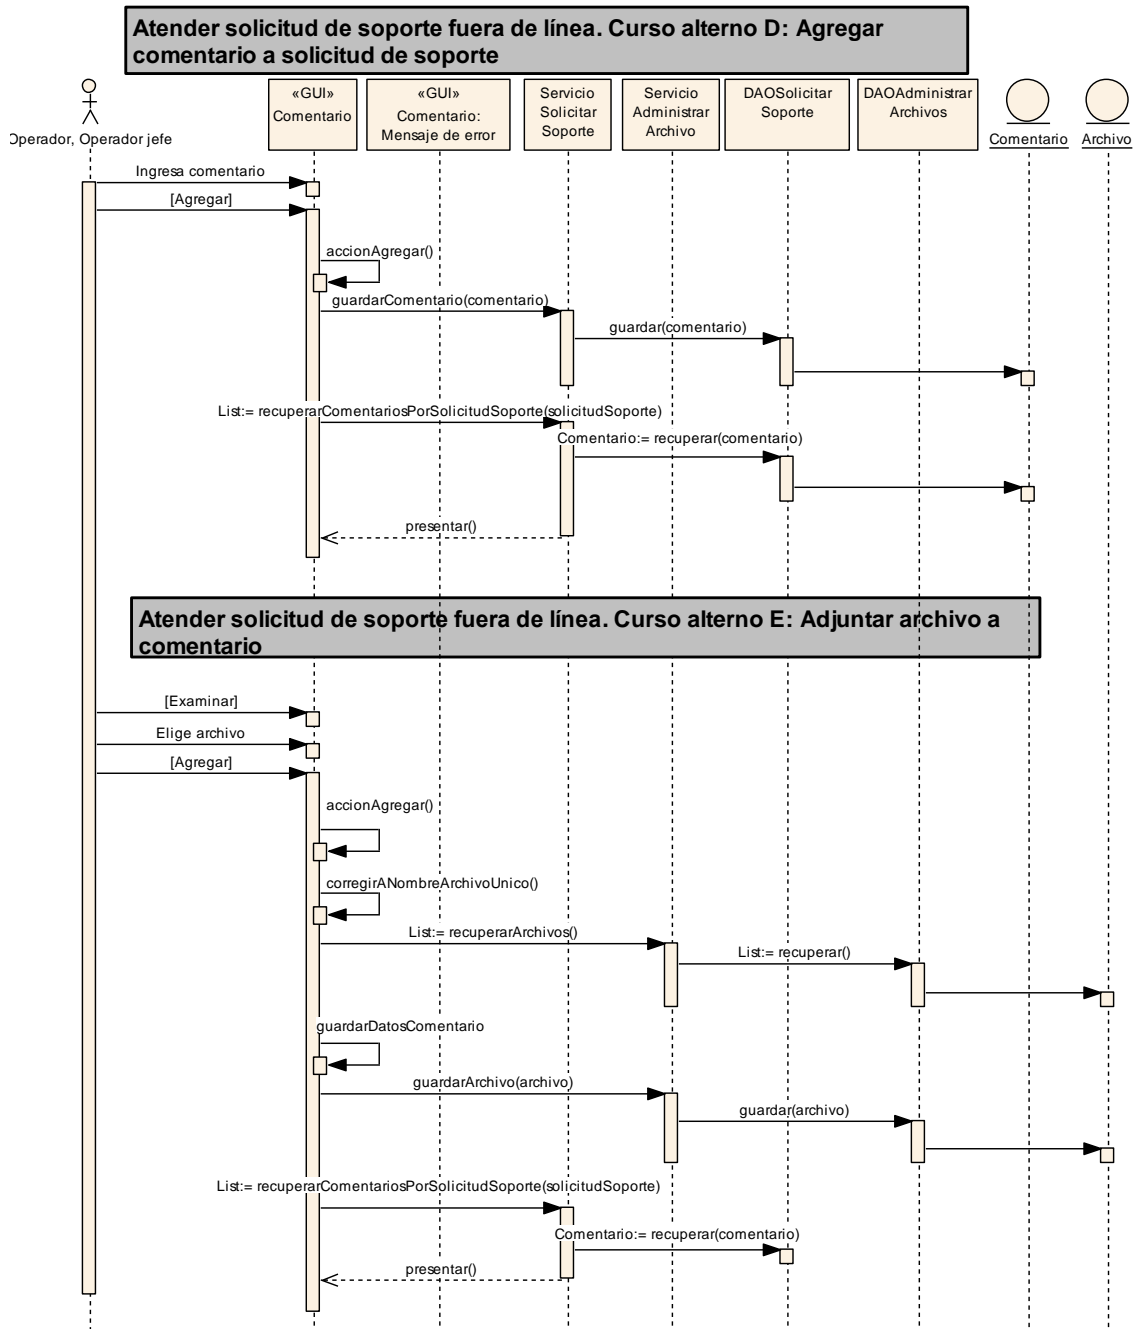 Atender solicitud de soporte fuera de línea. Curso alterno D: Agregar
comentario a solicitud de soporte
Operador, Operador jefe
«GUI»
Comentario
«GUI»
Comentario:
Mensaje de error
Servicio
Solicitar
Soporte
Servicio
Administrar
Archivo
DAOSolicitar
Soporte
DAOAdministrar
Archivos
Comentario
Archivo
Ingresa comentario
[Agregar]
accionAgregar()
guardarComentario(comentario)
guardar(comentario)
List:= recuperarComentariosPorSolicitudSoporte(solicitudSoporte)
Comentario:= recuperar(comentario)
presentar()
Atender solicitud de soporte fuera de línea. Curso alterno E: Adjuntar archivo a
comentario
[Examinar]
Elige archivo
[Agregar]
accionAgregar()
corregirANombreArchivoUnico()
List:= recuperarArchivos()
List:= recuperar()
guardarDatosComentario
guardarArchivo(archivo)
guardar(archivo)
List:= recuperarComentariosPorSolicitudSoporte(solicitudSoporte)
Comentario:= recuperar(comentario)
presentar()